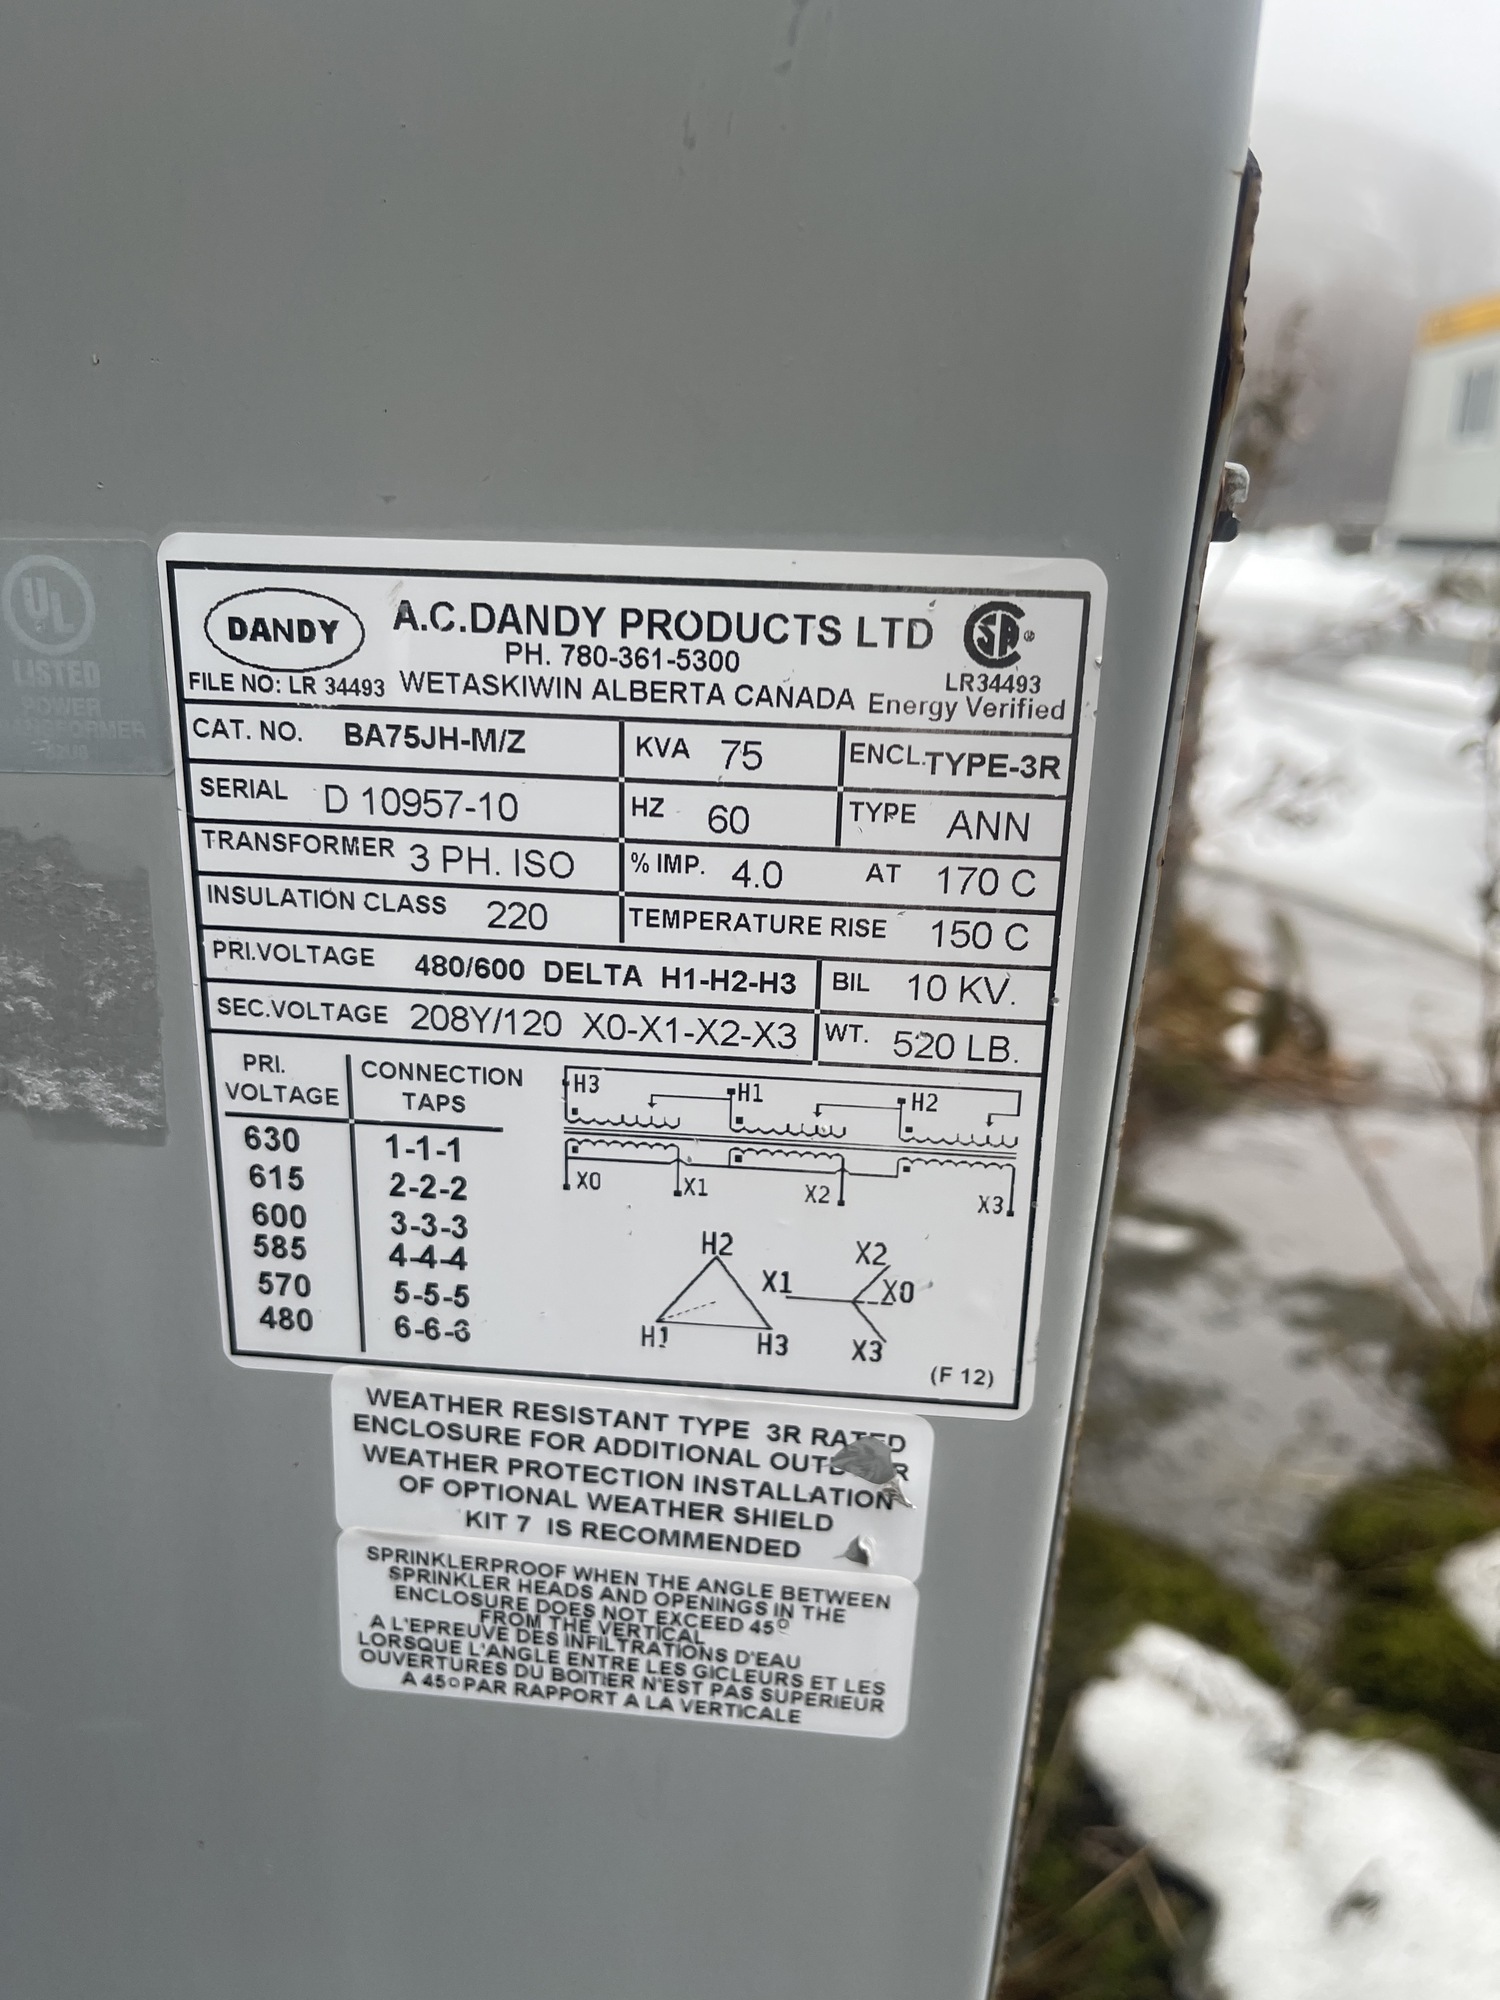 UL
LISTED
POWER
DANDY A.C.DANDY PRODUCTS LTD SA ®
PH. 780-361-5300
FILE NO: LR 34493 WETASKIWIN ALBERTA CANADA LR34493
Energy Verified
CAT. NO. BA75JH-M/Z KVA 75 ENCL.TYPE-3R
SERIAL D 10957-10 HZ 60 TYPE ANN
TRANSFORMER 3 PH. ISO % IMP. 4.0 AT 170 C
INSULATION CLASS 220 TEMPERATURE RISE 150 C
PRI.VOLTAGE 480/600 DELTA H1-H2-H3 BIL 10 KV.
SEC.VOLTAGE 208Y/120 X0-X1-X2-X3 WT. 520 LB.
PRI. VOLTAGE CONNECTION TAPS
630 1-1-1
615 2-2-2
600 3-3-3
585 4-4-4
570 5-5-5
480 6-6-6
H3 H1 H2
X0 X1 X2 X3
H2 X2
X1 X0
H1 H3 X3
(F 12)
WEATHER RESISTANT TYPE 3R RATED
ENCLOSURE FOR ADDITIONAL OUTDOOR
WEATHER PROTECTION INSTALLATION
OF OPTIONAL WEATHER SHIELD
KIT 7 IS RECOMMENDED
SPRINKLERPROOF WHEN THE ANGLE BETWEEN
SPRINKLER HEADS AND OPENINGS IN THE
ENCLOSURE DOES NOT EXCEED 45º
FROM THE VERTICAL
A L'EPREUVE DES INFILTRATIONS D'EAU
LORSQUE L'ANGLE ENTRE LES GICLEURS ET LES
OUVERTURES DU BOITIER N'EST PAS SUPERIEUR
A 45º PAR RAPPORT A LA VERTICALE